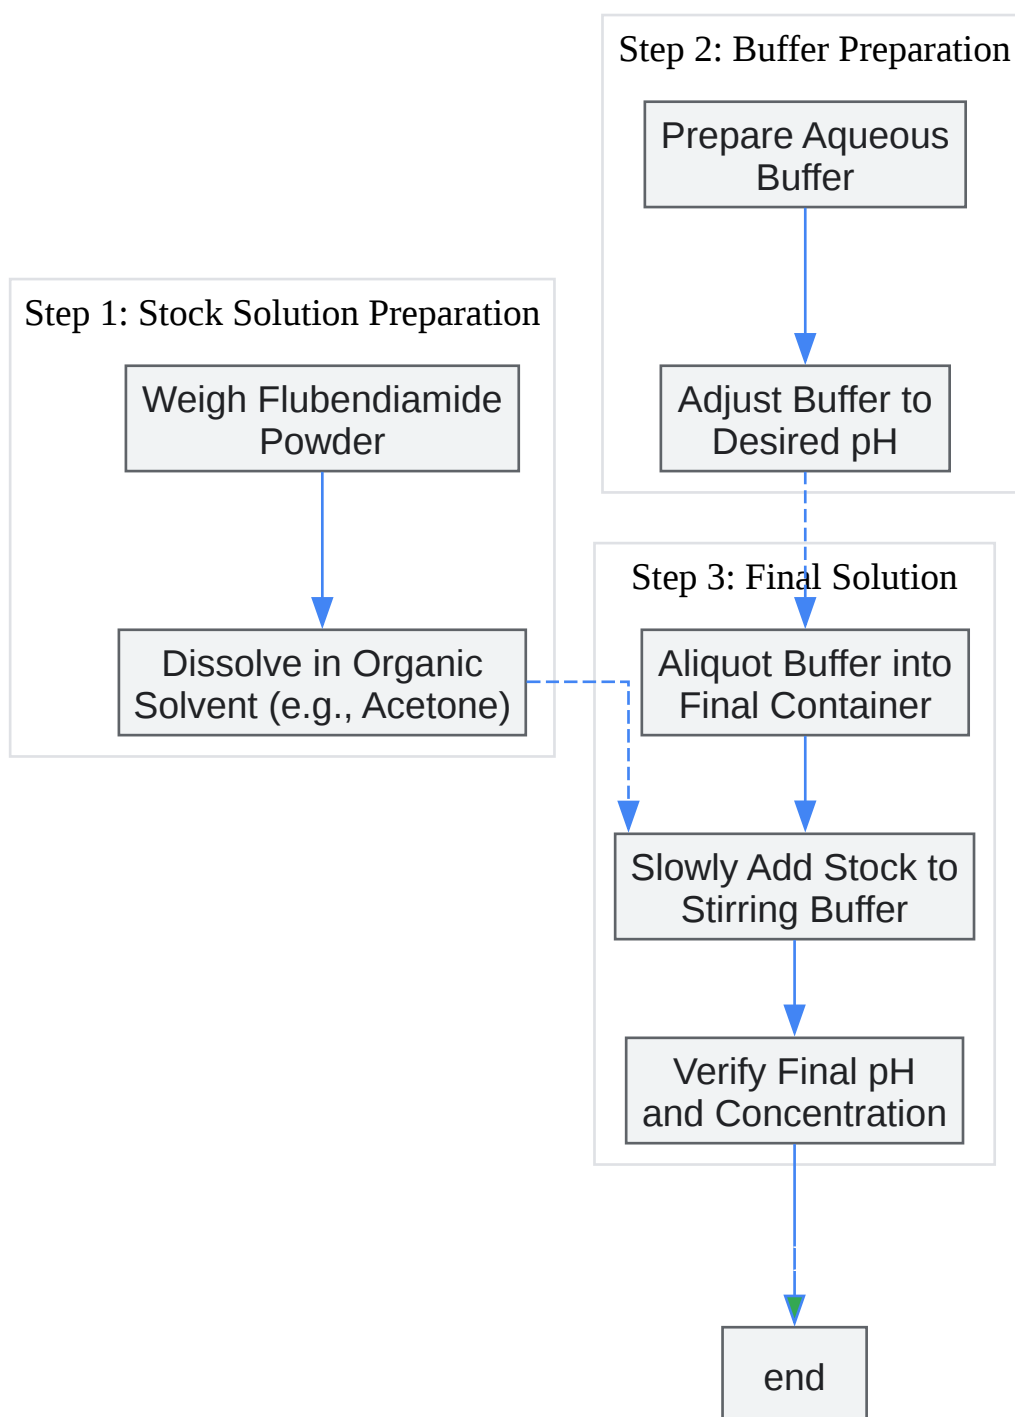 Step 2: Buffer Preparation
Prepare Aqueous
Buffer
Adjust Buffer to
Desired pH
Step 1: Stock Solution Preparation
Weigh Flubendiamide
Powder
Dissolve in Organic
Solvent (e.g., Acetone)
Step 3: Final Solution
Aliquot Buffer into
Final Container
Slowly Add Stock to
Stirring Buffer
Verify Final pH
and Concentration
end